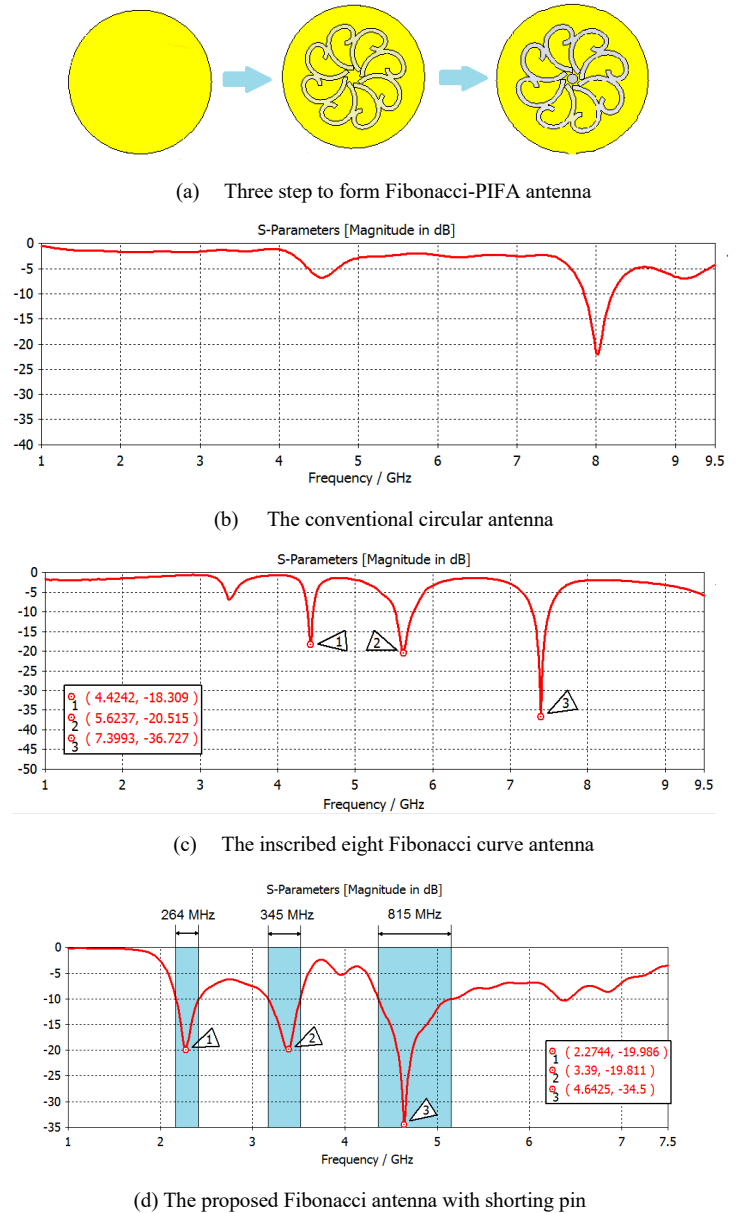 (a) Three step to form Fibonacci-PIFA antenna
S-Parameters [Magnitude in dB]
0
-5
-10
-15
-20
-25
-30
-35
-40
1 2 3 4 5 6 7 8 9 9.5
Frequency / GHz
(b) The conventional circular antenna
S-Parameters [Magnitude in dB]
0
-5
-10
-15
-20
-25
-30
-35
-40
-45
-50
1 2 3
1 ( 4.4242, -18.309 )
2 ( 5.6237, -20.515 )
3 ( 7.3993, -36.727 )
1 2 3 4 5 6 7 8 9 9.5
Frequency / GHz
(c) The inscribed eight Fibonacci curve antenna
S-Parameters [Magnitude in dB]
264 MHz 345 MHz 815 MHz
0
-5
-10
-15
-20
-25
-30
-35
1 2 3
1 ( 2.2744, -19.986 )
2 ( 3.39, -19.811 )
3 ( 4.6425, -34.5 )
1 2 3 4 5 6 7 7.5
Frequency / GHz
(d) The proposed Fibonacci antenna with shorting pin